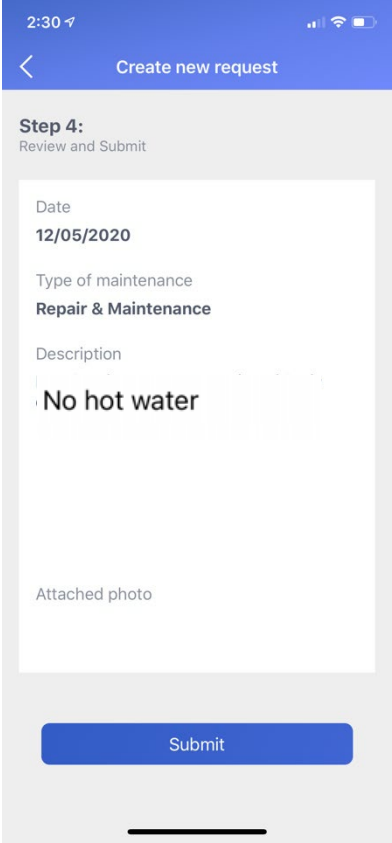 2:30
Create new request
Step 4:
Review and Submit
Date
12/05/2020
Type of maintenance
Repair & Maintenance
Description
No hot water
Attached photo
Submit